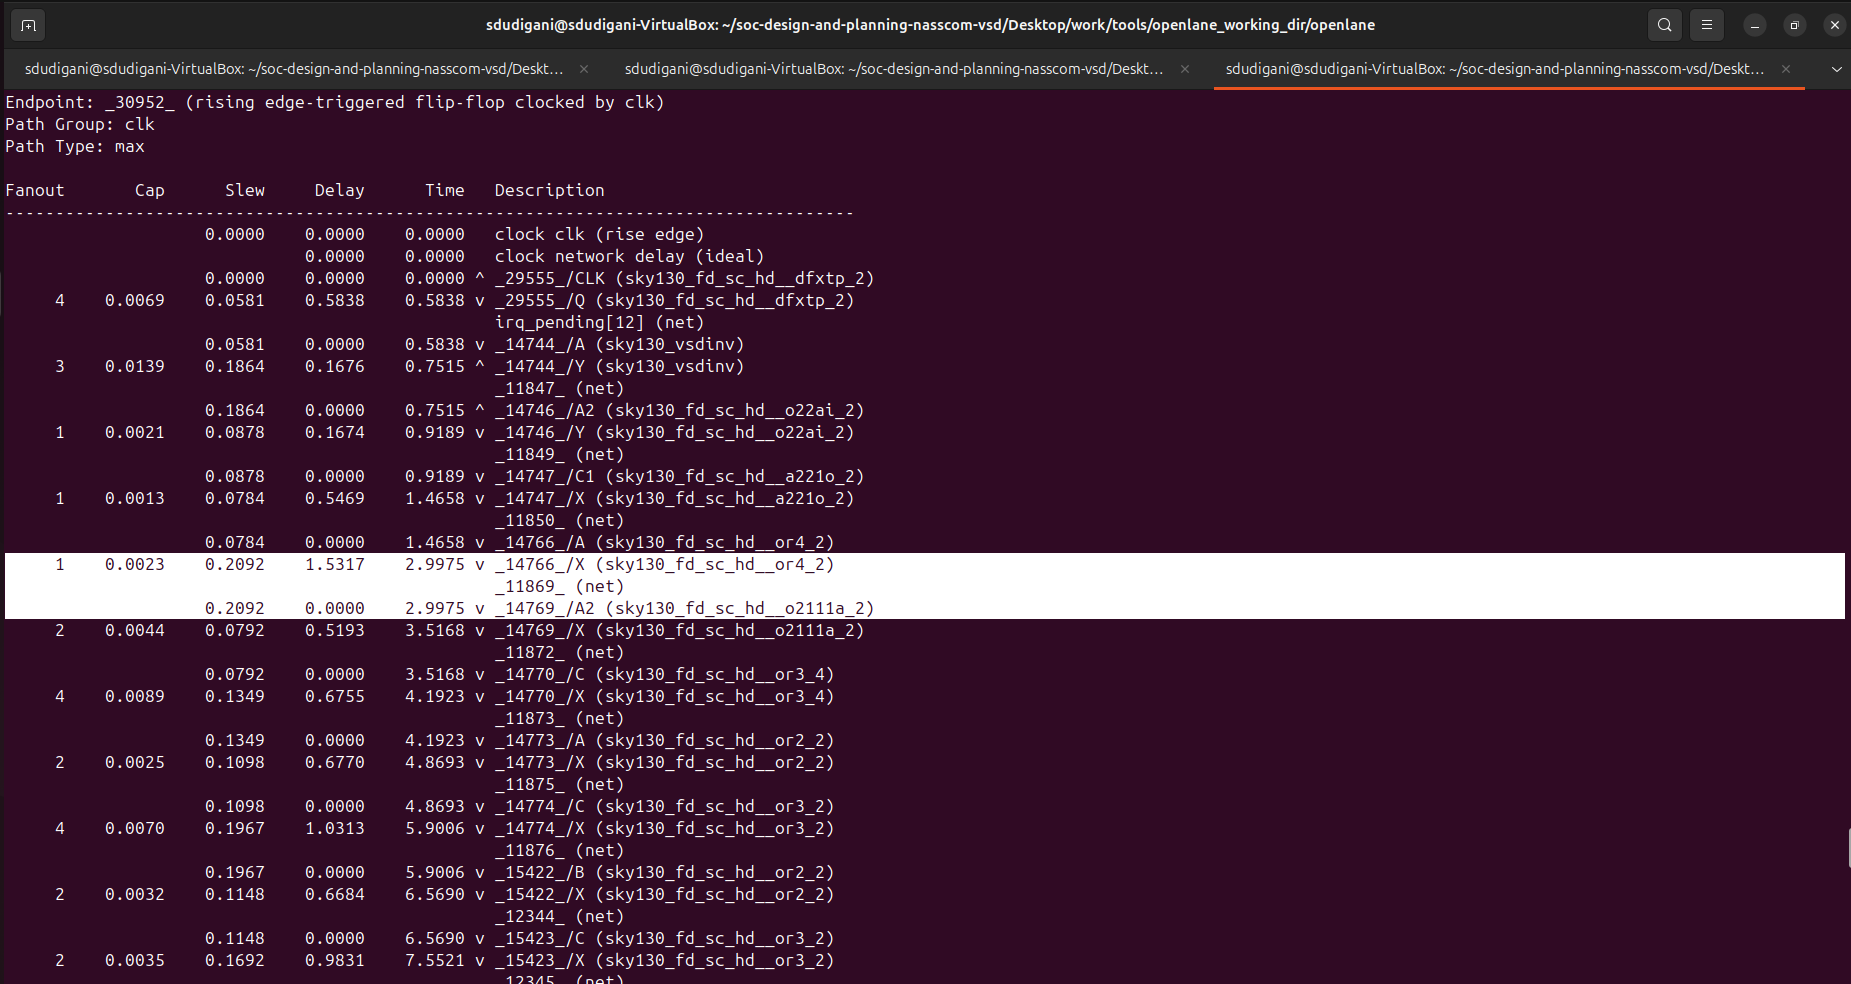 sdudigani@sdudigani-VirtualBox: ~/soc-design-and-planning-nasscom-vsd/Desktop/work/tools/openlane_working_dir/openlane
sdudigani@sdudigani-VirtualBox: ~/soc-design-and-planning-nasscom-vsd/Deskt... × sdudigani@sdudigani-VirtualBox: ~/soc-design-and-planning-nasscom-vsd/Deskt... × sdudigani@sdudigani-VirtualBox: ~/soc-design-and-planning-nasscom-vsd/Deskt... ×
Endpoint: _30952_ (rising edge-triggered flip-flop clocked by clk)
Path Group: clk
Path Type: max
Fanout       Cap      Slew     Delay      Time   Description
-------------------------------------------------------------------------------------
                    0.0000    0.0000    0.0000   clock clk (rise edge)
                              0.0000    0.0000   clock network delay (ideal)
                    0.0000    0.0000    0.0000 ^ _29555_/CLK (sky130_fd_sc_hd__dfxtp_2)
     4    0.0069    0.0581    0.5838    0.5838 v _29555_/Q (sky130_fd_sc_hd__dfxtp_2)
                                                 irq_pending[12] (net)
                    0.0581    0.0000    0.5838 v _14744_/A (sky130_vsdinv)
     3    0.0139    0.1864    0.1676    0.7515 ^ _14744_/Y (sky130_vsdinv)
                                                 _11847_ (net)
                    0.1864    0.0000    0.7515 ^ _14746_/A2 (sky130_fd_sc_hd__o22ai_2)
     1    0.0021    0.0878    0.1674    0.9189 v _14746_/Y (sky130_fd_sc_hd__o22ai_2)
                                                 _11849_ (net)
                    0.0878    0.0000    0.9189 v _14747_/C1 (sky130_fd_sc_hd__a221o_2)
     1    0.0013    0.0784    0.5469    1.4658 v _14747_/X (sky130_fd_sc_hd__a221o_2)
                                                 _11850_ (net)
                    0.0784    0.0000    1.4658 v _14766_/A (sky130_fd_sc_hd__or4_2)
     1    0.0023    0.2092    1.5317    2.9975 v _14766_/X (sky130_fd_sc_hd__or4_2)
                                                 _11869_ (net)
                    0.2092    0.0000    2.9975 v _14769_/A2 (sky130_fd_sc_hd__o2111a_2)
     2    0.0044    0.0792    0.5193    3.5168 v _14769_/X (sky130_fd_sc_hd__o2111a_2)
                                                 _11872_ (net)
                    0.0792    0.0000    3.5168 v _14770_/C (sky130_fd_sc_hd__or3_4)
     4    0.0089    0.1349    0.6755    4.1923 v _14770_/X (sky130_fd_sc_hd__or3_4)
                                                 _11873_ (net)
                    0.1349    0.0000    4.1923 v _14773_/A (sky130_fd_sc_hd__or2_2)
     2    0.0025    0.1098    0.6770    4.8693 v _14773_/X (sky130_fd_sc_hd__or2_2)
                                                 _11875_ (net)
                    0.1098    0.0000    4.8693 v _14774_/C (sky130_fd_sc_hd__or3_2)
     4    0.0070    0.1967    1.0313    5.9006 v _14774_/X (sky130_fd_sc_hd__or3_2)
                                                 _11876_ (net)
                    0.1967    0.0000    5.9006 v _15422_/B (sky130_fd_sc_hd__or2_2)
     2    0.0032    0.1148    0.6684    6.5690 v _15422_/X (sky130_fd_sc_hd__or2_2)
                                                 _12344_ (net)
                    0.1148    0.0000    6.5690 v _15423_/C (sky130_fd_sc_hd__or3_2)
     2    0.0035    0.1692    0.9831    7.5521 v _15423_/X (sky130_fd_sc_hd__or3_2)
                                                 _12345_ (net)